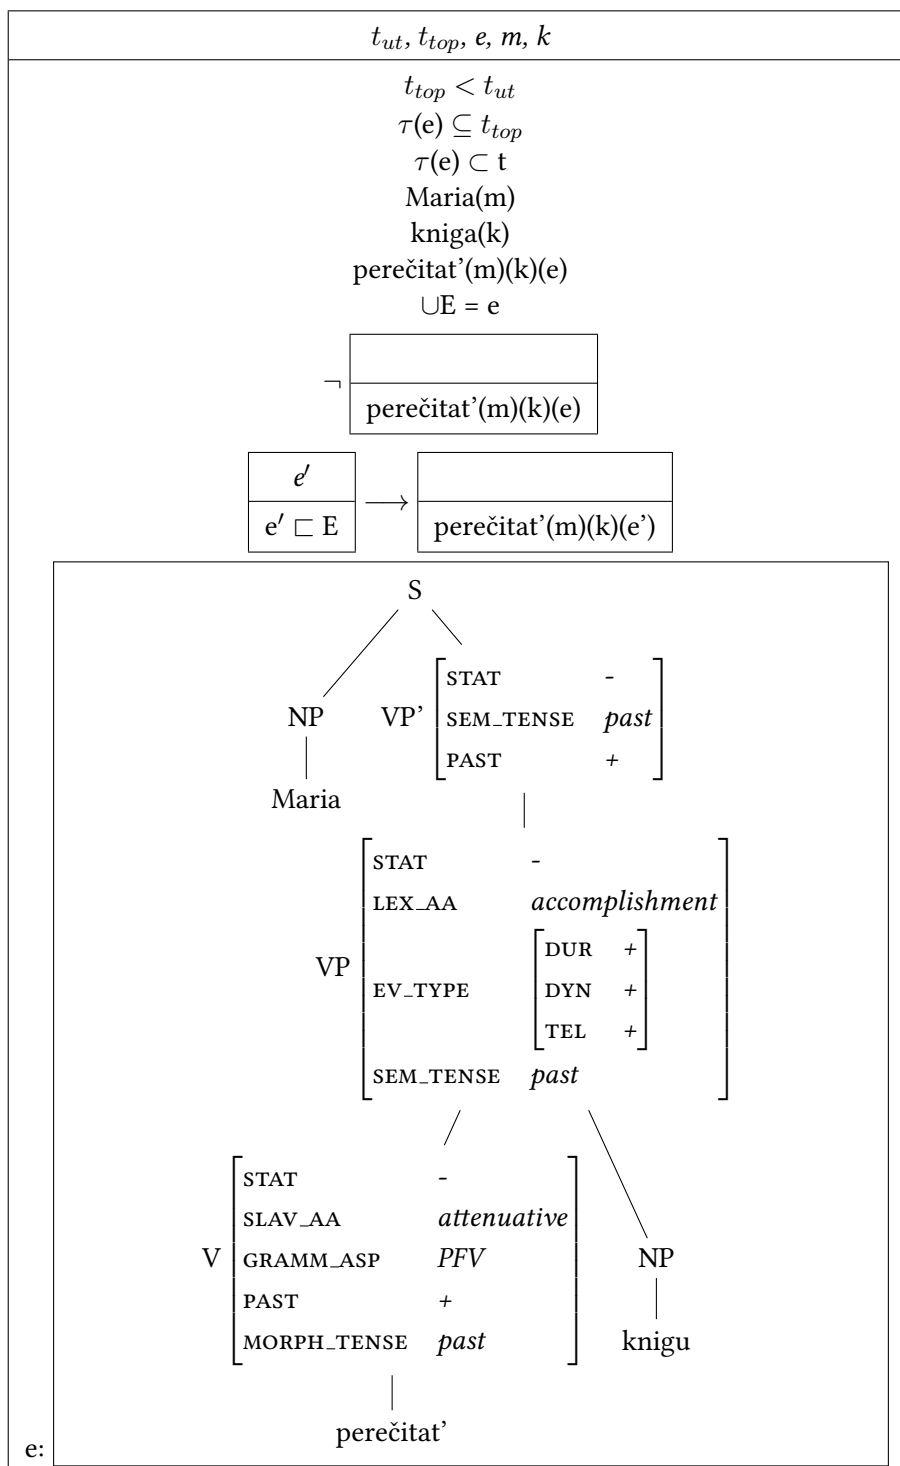 t_ut, t_top, e, m, k
t_top < t_ut
τ(e) ⊆ t_top
τ(e) ⊂ t
Maria(m)
kniga(k)
perečitat’(m)(k)(e)
∪E = e
¬
perečitat’(m)(k)(e)
e′
e′ ⊏ E
⟶
perečitat’(m)(k)(e’)
S
NP
VP’
STAT -
SEM_TENSE past
PAST +
Maria
VP
STAT -
LEX_AA accomplishment
EV_TYPE
DUR +
DYN +
TEL +
SEM_TENSE past
V
STAT -
SLAV_AA attenuative
GRAMM_ASP PFV
PAST +
MORPH_TENSE past
NP
knigu
perečitat’
e: